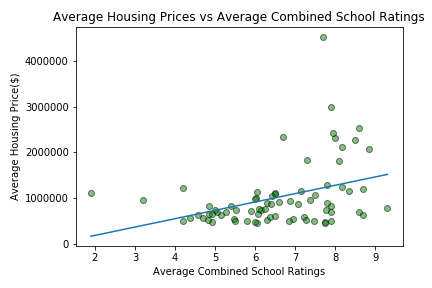 Average Housing Prices vs Average Combined School Ratings
Average Housing Price($)
4000000
3000000
2000000
1000000
0
2 3 4 5 6 7 8 9
Average Combined School Ratings